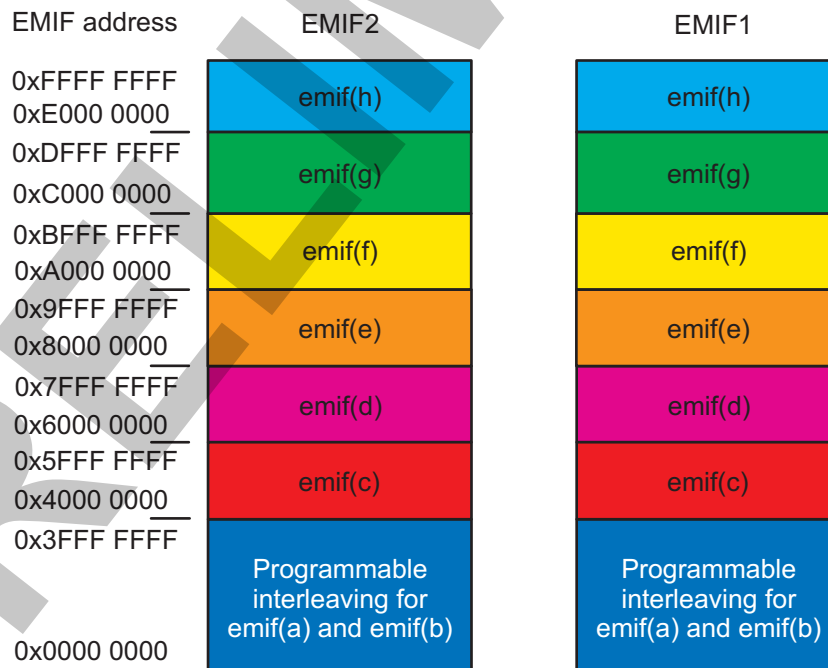 EMIF address EMIF2 EMIF1
0xFFFF FFFF
0xE000 0000
emif(h) emif(h)
0xDFFF FFFF
0xC000 0000
emif(g) emif(g)
0xBFFF FFFF
0xA000 0000
emif(f) emif(f)
0x9FFF FFFF
0x8000 0000
emif(e) emif(e)
0x7FFF FFFF
0x6000 0000
emif(d) emif(d)
0x5FFF FFFF
0x4000 0000
emif(c) emif(c)
0x3FFF FFFF
Programmable Programmable
interleaving for interleaving for
emif(a) and emif(b) emif(a) and emif(b)
0x0000 0000
RELIM